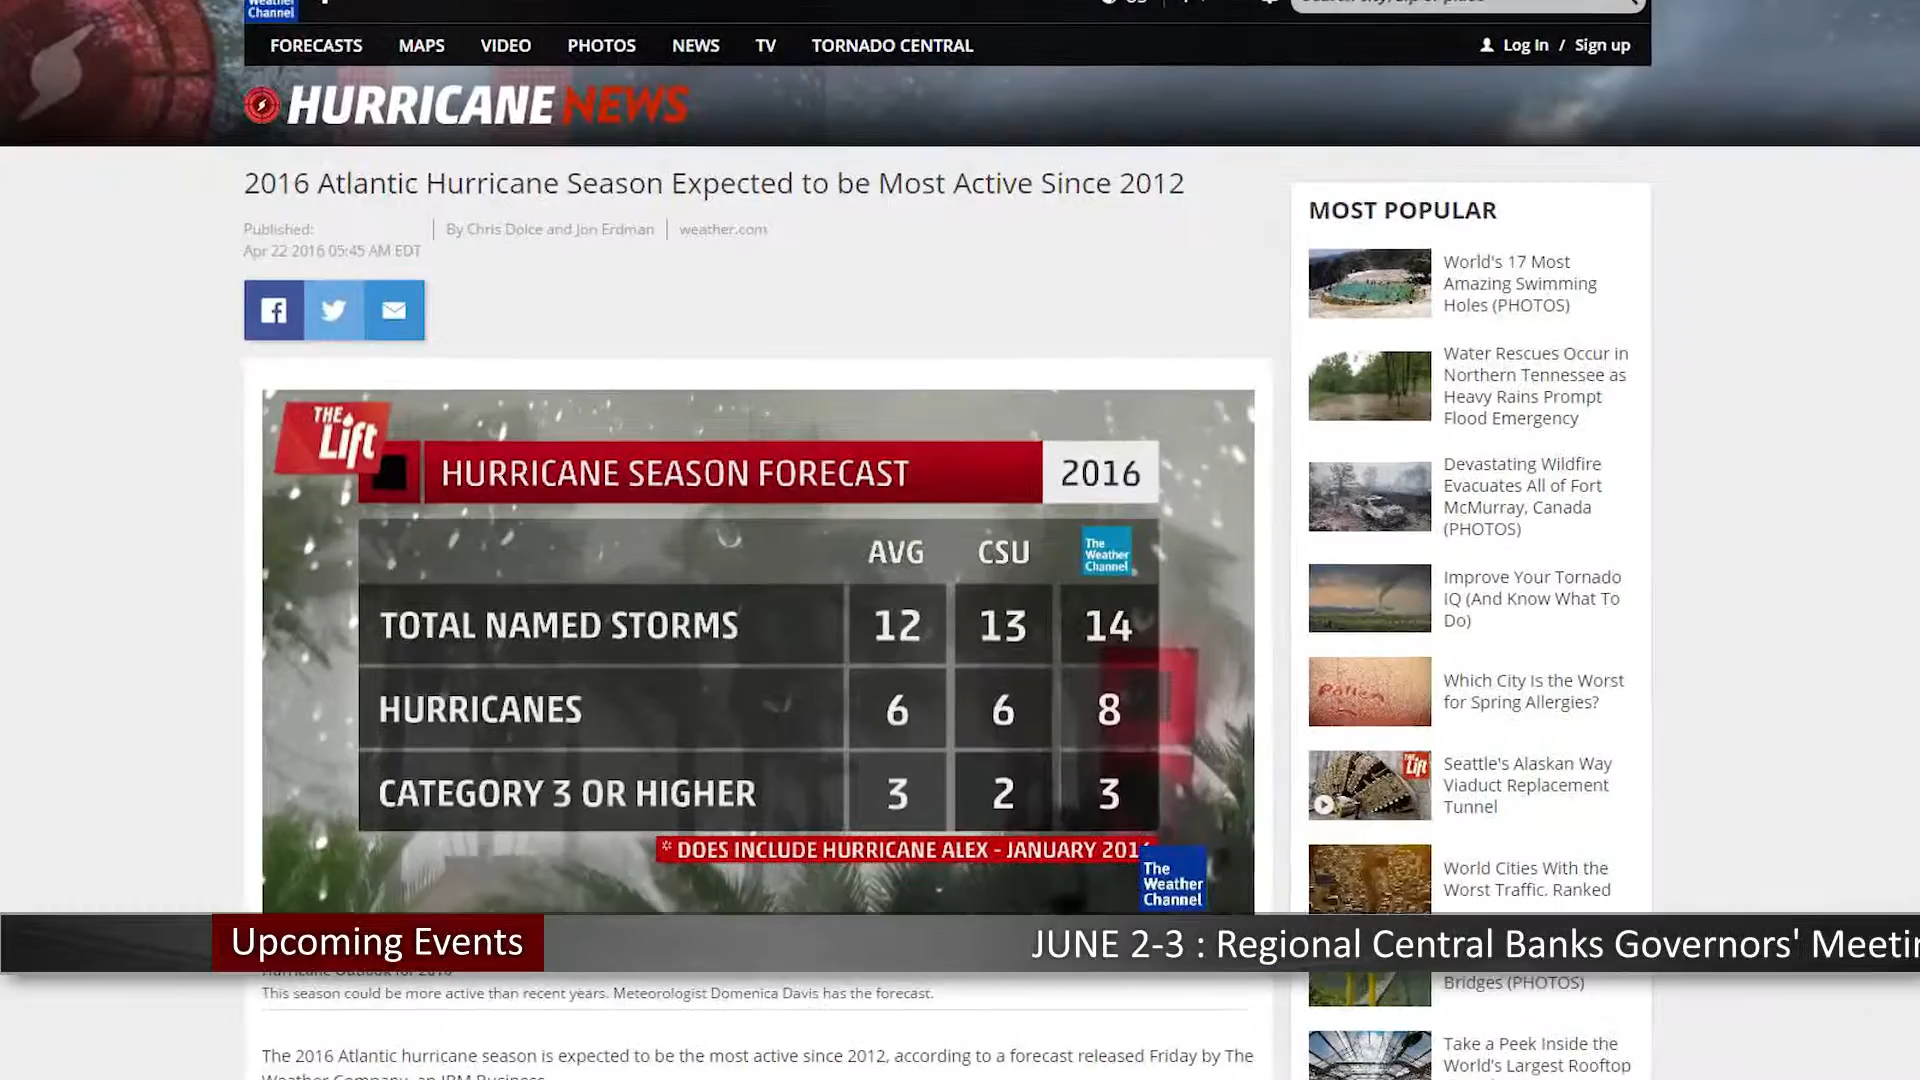 Weather
Channel
FORECASTS MAPS VIDEO PHOTOS NEWS TV TORNADO CENTRAL Log In / Sign up
HURRICANE NEWS
2016 Atlantic Hurricane Season Expected to be Most Active Since 2012
Published:
Apr 22 2016 05:45 AM EDT
By Chris Dolce and Jon Erdman
weather.com
THE
Lift
HURRICANE SEASON FORECAST 2016
AVG CSU The Weather Channel
TOTAL NAMED STORMS 12 13 14
HURRICANES 6 6 8
CATEGORY 3 OR HIGHER 3 2 3
* DOES INCLUDE HURRICANE ALEX - JANUARY 201
The
Weather
Channel
This season could be more active than recent years. Meteorologist Domenica Davis has the forecast.
The 2016 Atlantic hurricane season is expected to be the most active since 2012, according to a forecast released Friday by The
MOST POPULAR
World's 17 Most
Amazing Swimming
Holes (PHOTOS)
Water Rescues Occur in
Northern Tennessee as
Heavy Rains Prompt
Flood Emergency
Devastating Wildfire
Evacuates All of Fort
McMurray, Canada
(PHOTOS)
Improve Your Tornado
IQ (And Know What To
Do)
Pollen
Which City Is the Worst
for Spring Allergies?
Lift
Seattle's Alaskan Way
Viaduct Replacement
Tunnel
World Cities With the
Worst Traffic, Ranked
Bridges (PHOTOS)
Take a Peek Inside the
World's Largest Rooftop
Upcoming Events
JUNE 2-3 : Regional Central Banks Governors'